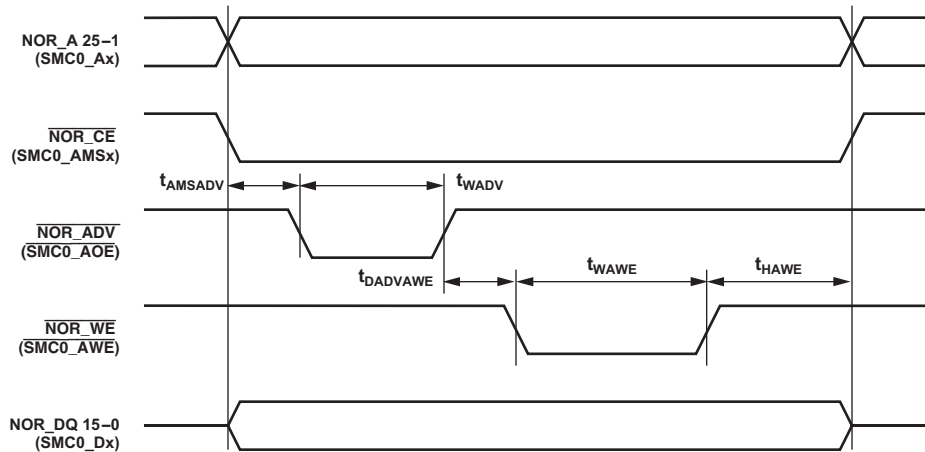 NOR_A 25–1
(SMC0_Ax)
NOR_CE
(SMC0_AMSx)
tAMSADV
tWADV
NOR_ADV
(SMC0_AOE)
tDADVAWE
tWAWE
tHAWE
NOR_WE
(SMC0_AWE)
NOR_DQ 15–0
(SMC0_Dx)